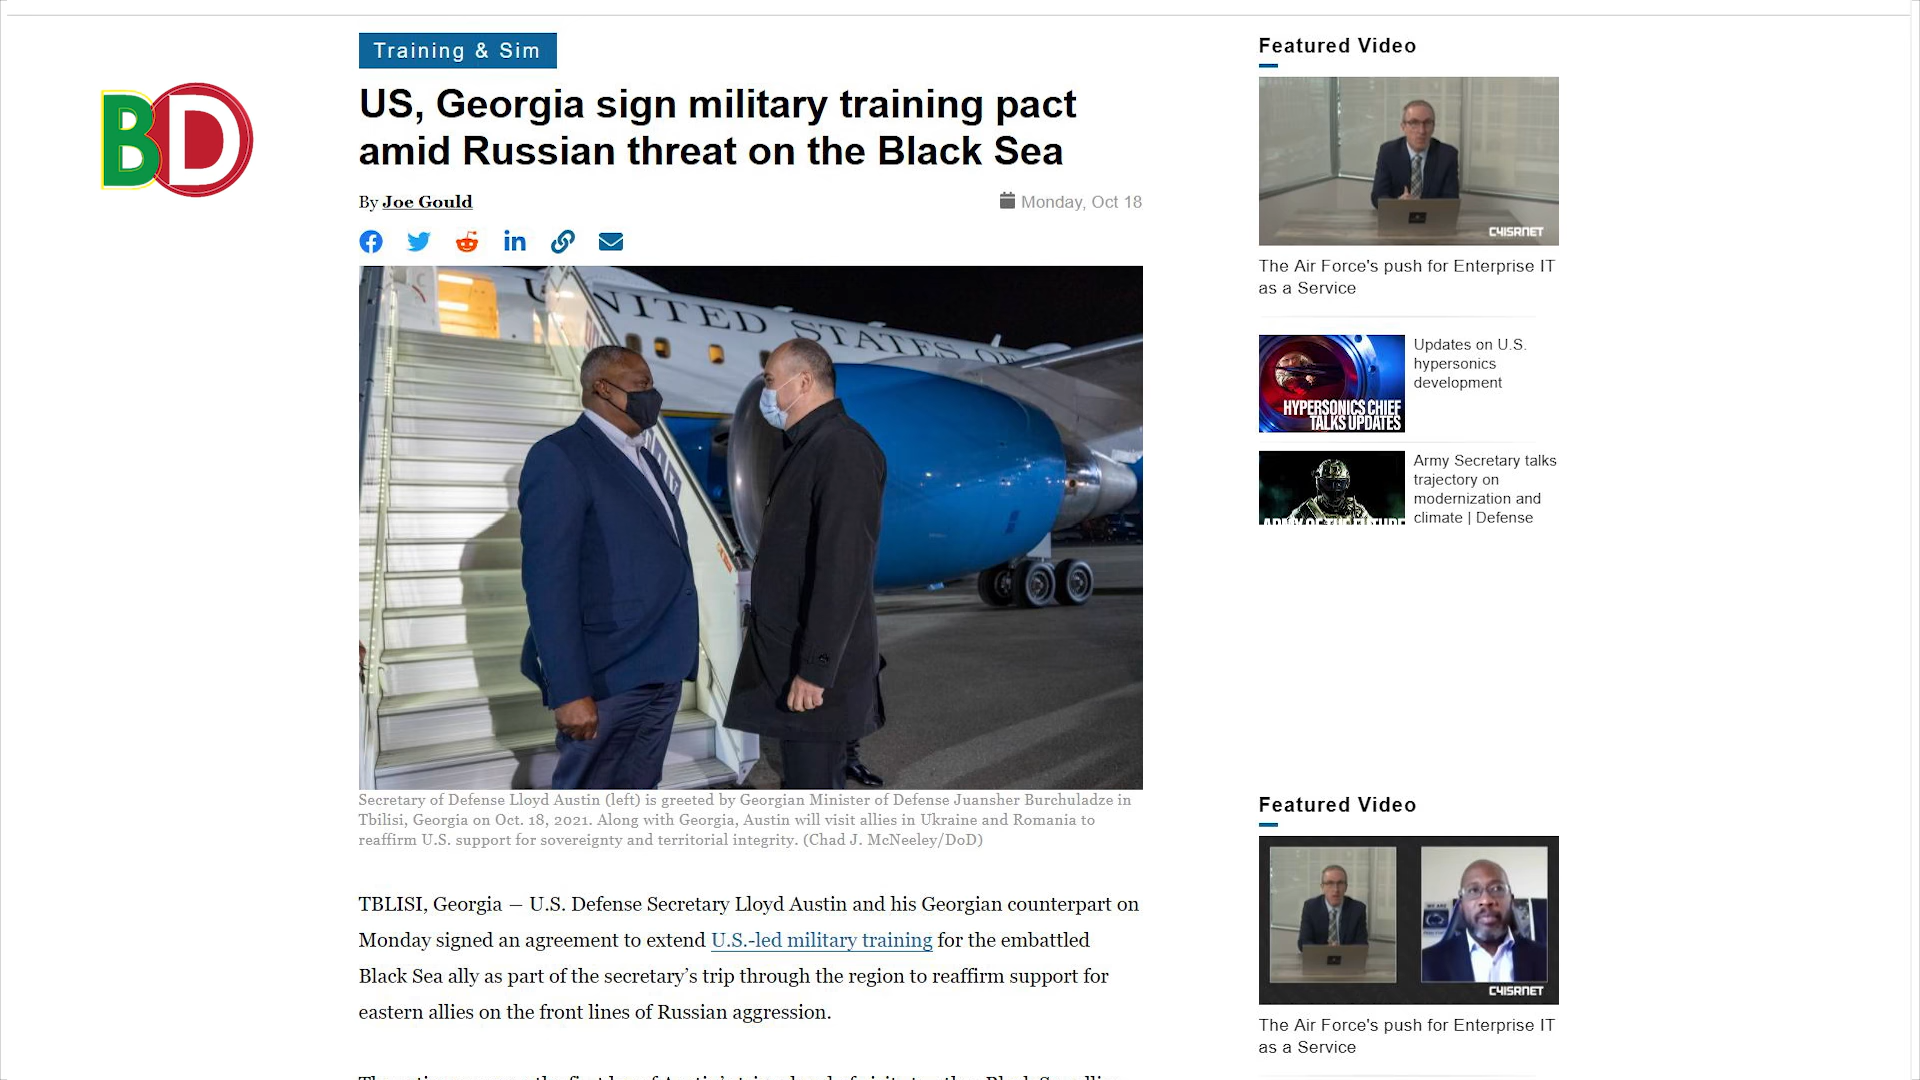 Training & Sim
US, Georgia sign military training pact
amid Russian threat on the Black Sea
By Joe Gould
Monday, Oct 18
BD
UNITED STATES OF
Secretary of Defense Lloyd Austin (left) is greeted by Georgian Minister of Defense Juansher Burchuladze in
Tbilisi, Georgia on Oct. 18, 2021. Along with Georgia, Austin will visit allies in Ukraine and Romania to
reaffirm U.S. support for sovereignty and territorial integrity. (Chad J. McNeeley/DoD)
TBLISI, Georgia — U.S. Defense Secretary Lloyd Austin and his Georgian counterpart on
Monday signed an agreement to extend U.S.-led military training for the embattled
Black Sea ally as part of the secretary’s trip through the region to reaffirm support for
eastern allies on the front lines of Russian aggression.
Featured Video
C4ISRNET
The Air Force's push for Enterprise IT
as a Service
HYPERSONICS CHIEF
TALKS UPDATES
Updates on U.S.
hypersonics
development
ARMY OF THE FUTURE
Army Secretary talks
trajectory on
modernization and
climate | Defense
Featured Video
WE ARE
C4ISRNET
The Air Force's push for Enterprise IT
as a Service